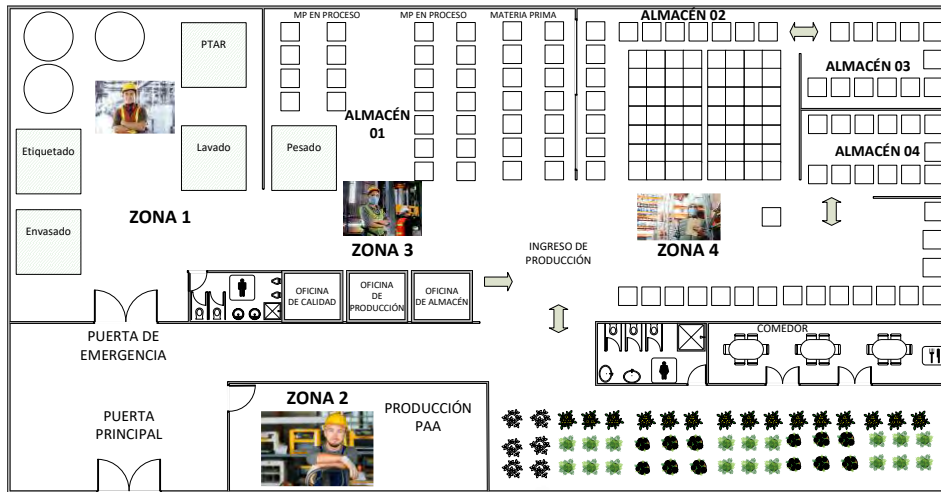 MP EN PROCESO
MP EN PROCESO
MATERIA PRIMA
ALMACÉN 02
PTAR
ALMACÉN 03
ALMACÉN
01
Etiquetado
Lavado
Pesado
ALMACÉN 04
ZONA 1
Envasado
ZONA 3
INGRESO DE
PRODUCCIÓN
ZONA 4
OFICINA
DE CALIDAD
OFICINA
DE
PRODUCCIÓN
OFICINA
DE ALMACÉN
PUERTA DE
EMERGENCIA
COMEDOR
ZONA 2
PRODUCCIÓN
PAA
PUERTA
PRINCIPAL